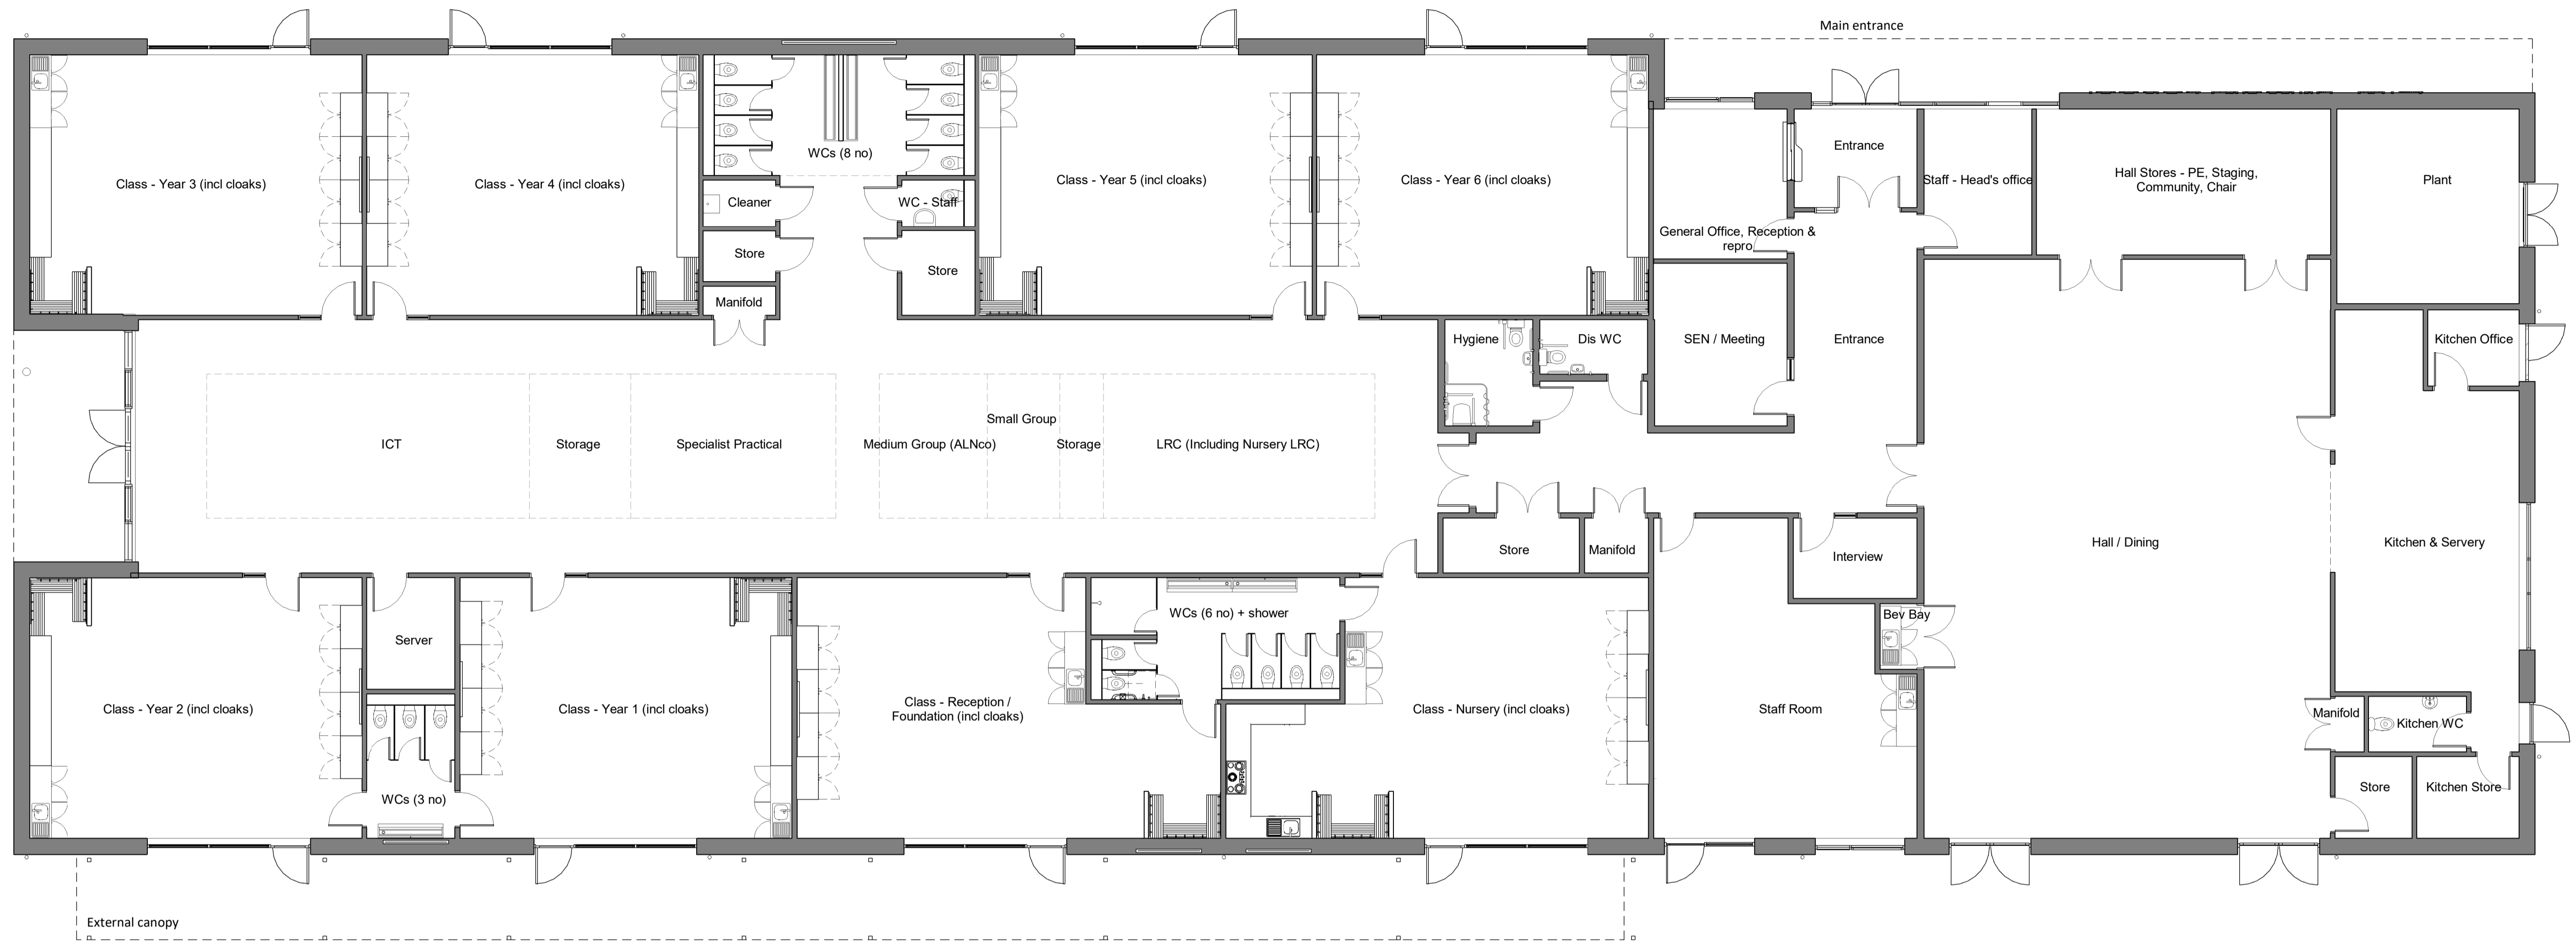 Main entrance
Class - Year 3 (incl cloaks)
Class - Year 4 (incl cloaks)
WCs (8 no)
Cleaner
WC - Staff
Store
Store
Manifold
Class - Year 5 (incl cloaks)
Class - Year 6 (incl cloaks)
General Office, Reception &
repro
Entrance
Staff - Head's office
Hall Stores - PE, Staging,
Community, Chair
Plant
Hygiene
Dis WC
SEN / Meeting
Entrance
Kitchen Office
ICT
Storage
Specialist Practical
Medium Group (ALNco)
Small Group
Storage
LRC (Including Nursery LRC)
Store
Manifold
Interview
Hall / Dining
Kitchen & Servery
Server
WCs (6 no) + shower
Bev Bay
Class - Year 2 (incl cloaks)
Class - Year 1 (incl cloaks)
Class - Reception /
Foundation (incl cloaks)
Class - Nursery (incl cloaks)
Staff Room
Manifold
Kitchen WC
WCs (3 no)
Store
Kitchen Store
External canopy